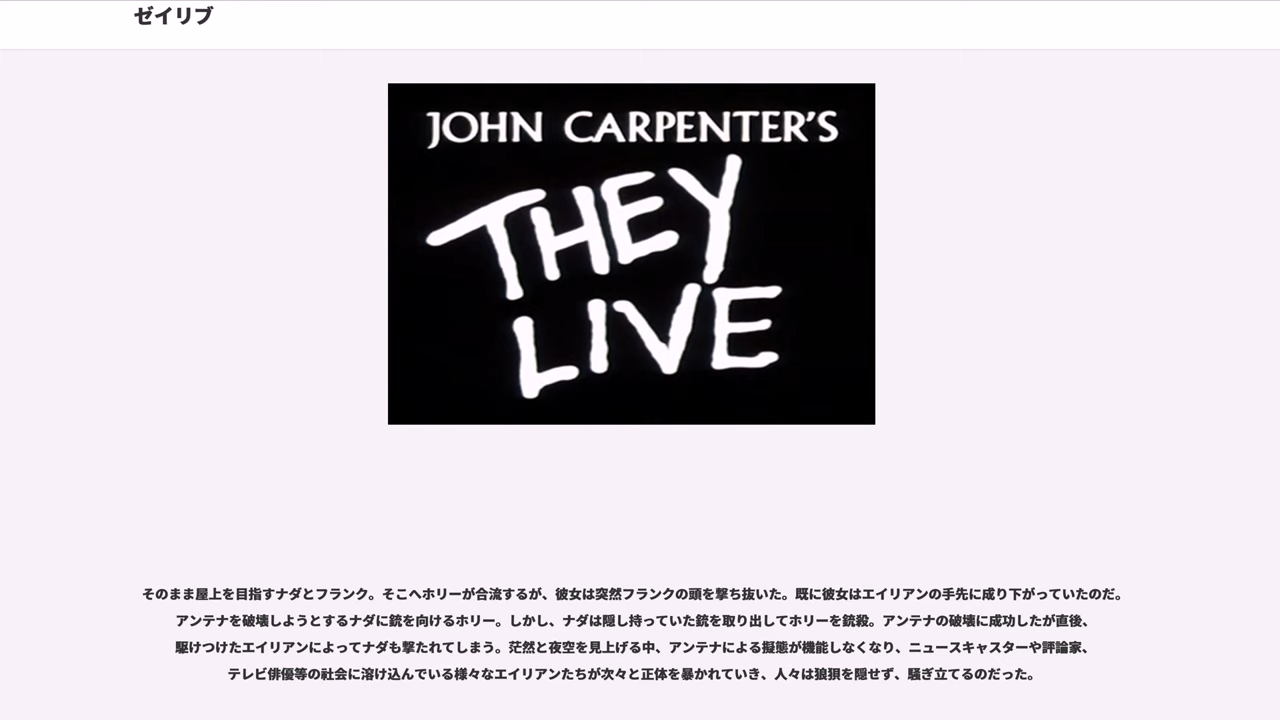 ゼイリブ
JOHN CARPENTER'S
THEY
LIVE
そのまま屋上を目指すナダとフランク。そこへホリーが合流するが、彼女は突然フランクの頭を撃ち抜いた。既に彼女はエイリアンの手先に成り下がっていたのだ。
アンテナを破壊しようとするナダに銃を向けるホリー。しかし、ナダは隠し持っていた銃を取り出してホリーを銃殺。アンテナの破壊に成功したが直後、
駆けつけたエイリアンによってナダも撃たれてしまう。茫然と夜空を見上げる中、アンテナによる擬態が機能しなくなり、ニュースキャスターや評論家、
テレビ俳優等の社会に溶け込んでいる様々なエイリアンたちが次々と正体を暴かれていき、人々は狼狽を隠せず、騒ぎ立てるのだった。